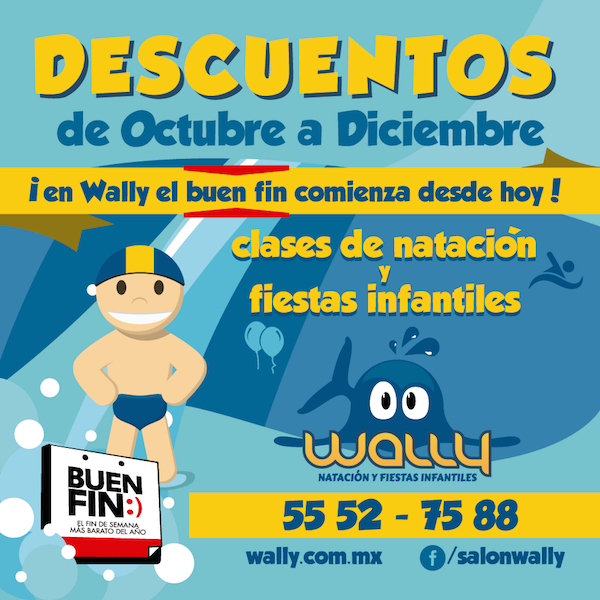 DESCUENTOS
de Octubre a Diciembre
¡en Wally el buen fin comienza desde hoy!
clases de natación
y
fiestas infantiles
wally
NATACIÓN Y FIESTAS INFANTILES
BUEN
FIN:)
EL FIN DE SEMANA
MÁS BARATO DEL AÑO
55 52 - 75 88
wally.com.mx
f/salonwally